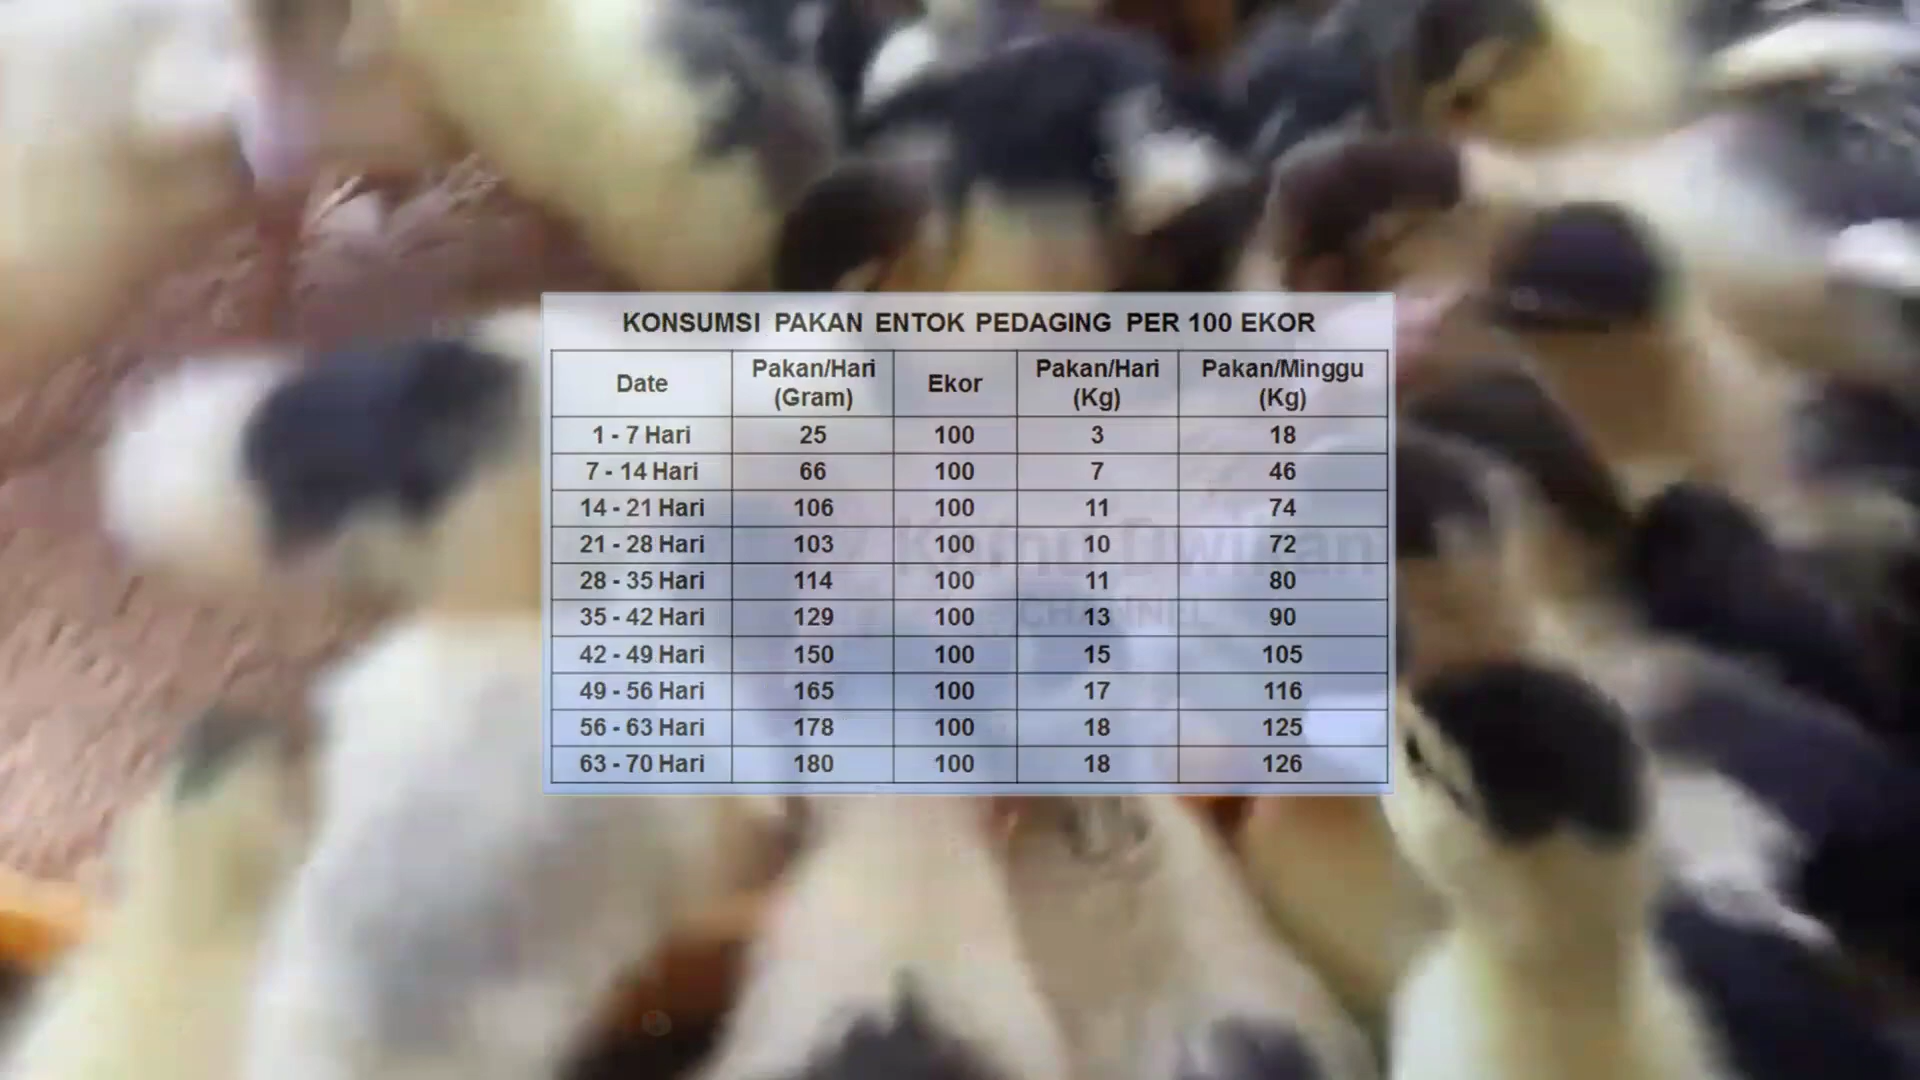 KONSUMSI PAKAN ENTOK PEDAGING PER 100 EKOR
Date Pakan/Hari (Gram) Ekor Pakan/Hari (Kg) Pakan/Minggu (Kg)
1 - 7 Hari 25 100 3 18
7 - 14 Hari 66 100 7 46
14 - 21 Hari 106 100 11 74
21 - 28 Hari 103 100 10 72
28 - 35 Hari 114 100 11 80
35 - 42 Hari 129 100 13 90
42 - 49 Hari 150 100 15 105
49 - 56 Hari 165 100 17 116
56 - 63 Hari 178 100 18 125
63 - 70 Hari 180 100 18 126
CHANNEL